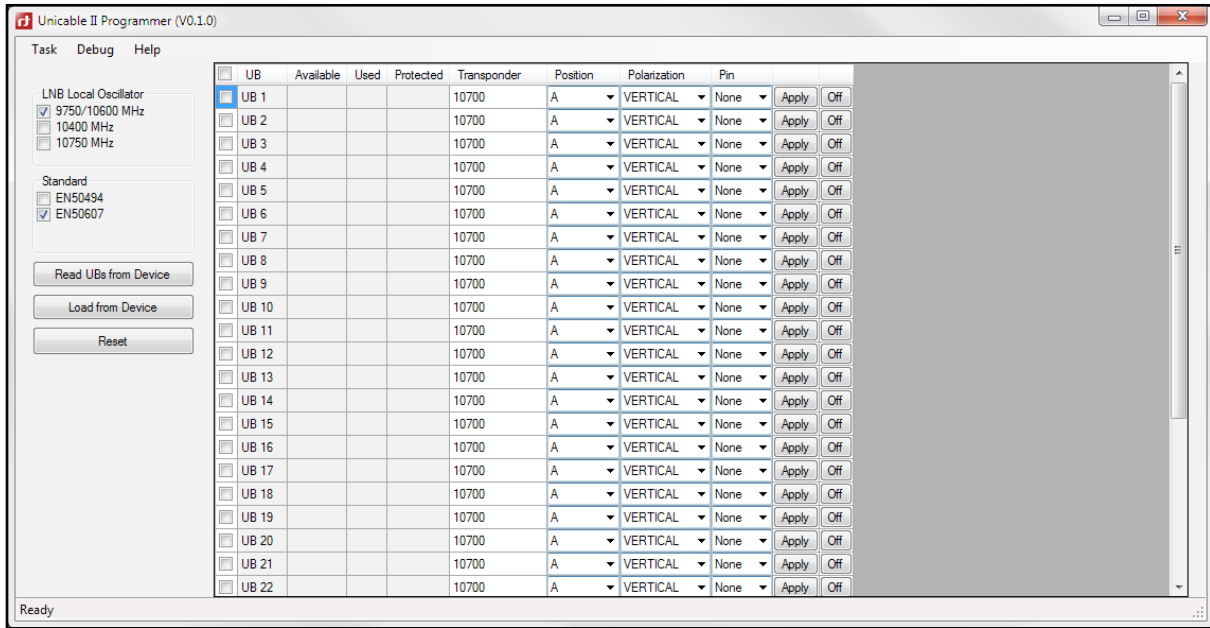 Unicable II Programmer (V0.1.0)
Task Debug Help
LNB Local Oscillator
9750/10600 MHz
10400 MHz
10750 MHz
Standard
EN50494
EN50607
Read UBs from Device
Load from Device
Reset
UB Available Used Protected Transponder Position Polarization Pin
UB 1 10700 A VERTICAL None Apply Off
UB 2 10700 A VERTICAL None Apply Off
UB 3 10700 A VERTICAL None Apply Off
UB 4 10700 A VERTICAL None Apply Off
UB 5 10700 A VERTICAL None Apply Off
UB 6 10700 A VERTICAL None Apply Off
UB 7 10700 A VERTICAL None Apply Off
UB 8 10700 A VERTICAL None Apply Off
UB 9 10700 A VERTICAL None Apply Off
UB 10 10700 A VERTICAL None Apply Off
UB 11 10700 A VERTICAL None Apply Off
UB 12 10700 A VERTICAL None Apply Off
UB 13 10700 A VERTICAL None Apply Off
UB 14 10700 A VERTICAL None Apply Off
UB 15 10700 A VERTICAL None Apply Off
UB 16 10700 A VERTICAL None Apply Off
UB 17 10700 A VERTICAL None Apply Off
UB 18 10700 A VERTICAL None Apply Off
UB 19 10700 A VERTICAL None Apply Off
UB 20 10700 A VERTICAL None Apply Off
UB 21 10700 A VERTICAL None Apply Off
UB 22 10700 A VERTICAL None Apply Off
Ready